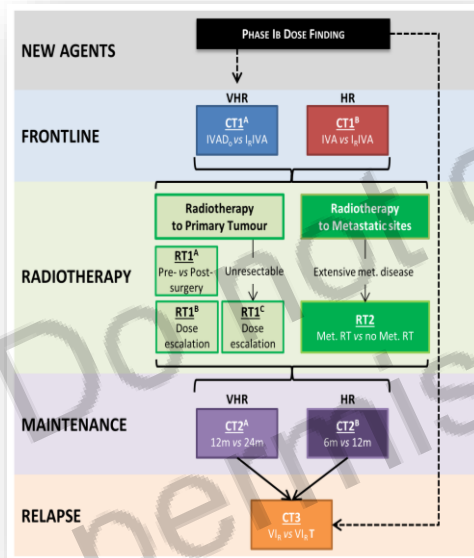 PHASE IB DOSE FINDING
NEW AGENTS
VHR HR
FRONTLINE
CT1A CT1B
IVADo vs IRIVA IVA vs IRIVA
Radiotherapy to Primary Tumour
Radiotherapy to Metastatic sites
RADIOTHERAPY
RT1A
Pre- vs Post-
surgery
Unresectable
Extensive met. disease
RT1B
Dose
escalation
RT1C
Dose
escalation
RT2
Met. RT vs no Met. RT
VHR HR
MAINTENANCE
CT2A CT2B
12m vs 24m 6m vs 12m
RELAPSE
CT3
VIR vs VIRT
Do not
permis